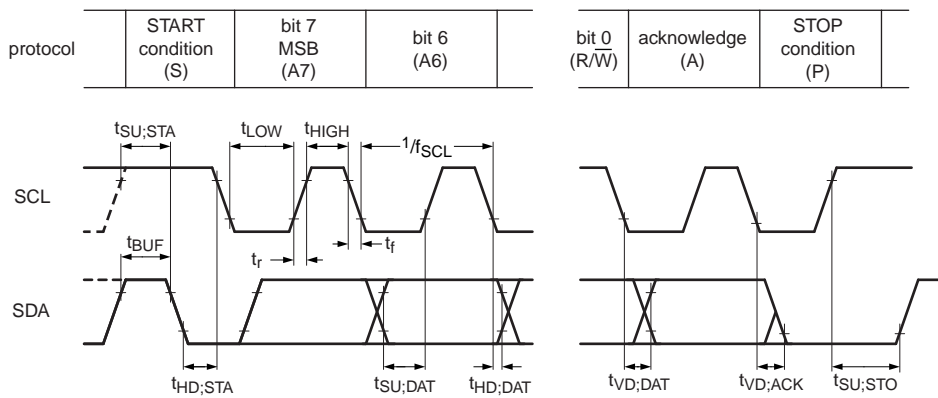 protocol
START condition (S)
bit 7 MSB (A7)
bit 6 (A6)
bit 0 (R/W̅)
acknowledge (A)
STOP condition (P)
tSU;STA
tLOW
tHIGH
1/fSCL
SCL
tBUF
tr
tf
SDA
tHD;STA
tSU;DAT
tHD;DAT
tVD;DAT
tVD;ACK
tSU;STO